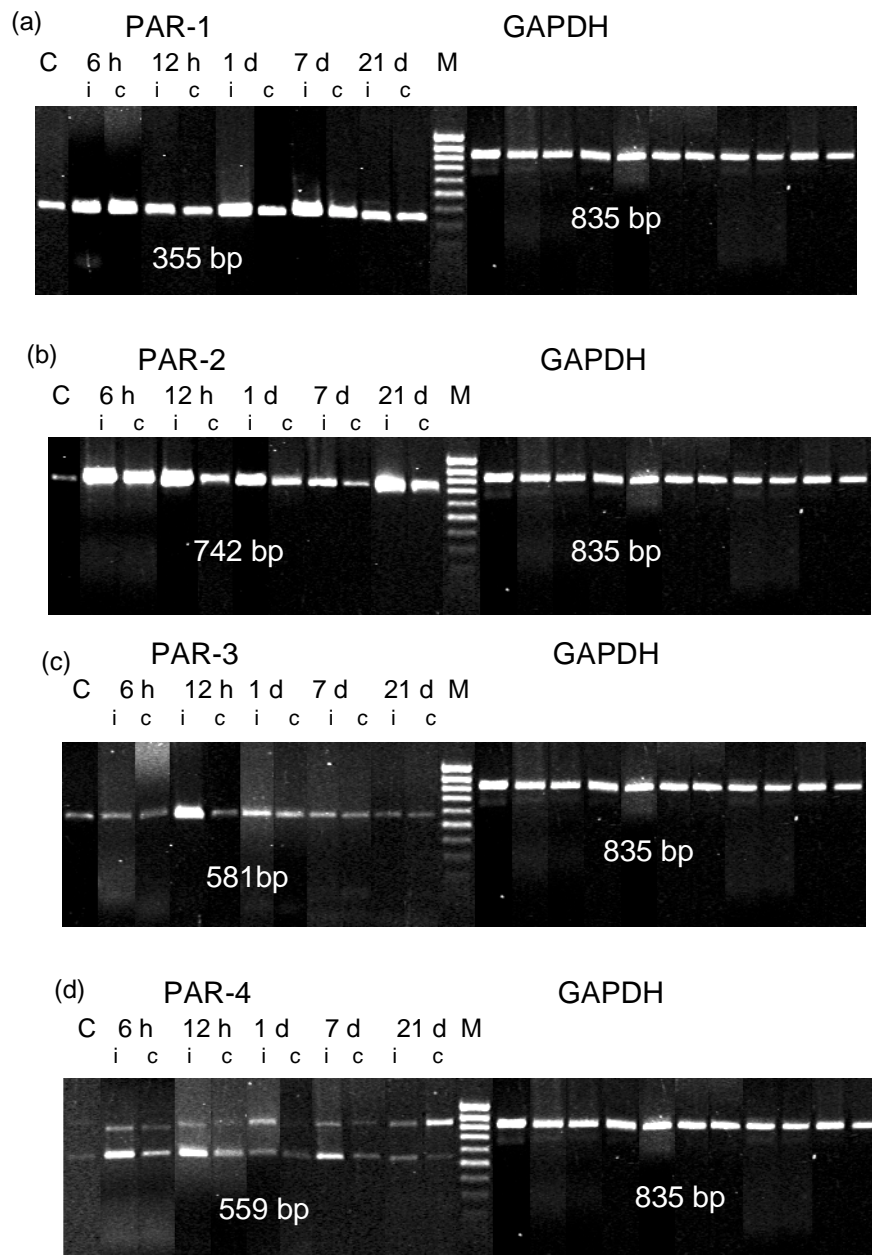 (a)
PAR-1 GAPDH
C 6 h 12 h 1 d 7 d 21 d M
i c i c i c i c i c
355 bp
835 bp
(b)
PAR-2 GAPDH
C 6 h 12 h 1 d 7 d 21 d M
i c i c i c i c i c
742 bp
835 bp
(c)
PAR-3 GAPDH
C 6 h 12 h 1 d 7 d 21 d M
i c i c i c i c i c
581bp
835 bp
(d)
PAR-4 GAPDH
C 6 h 12 h 1 d 7 d 21 d M
i c i c i c i c i c
559 bp
835 bp